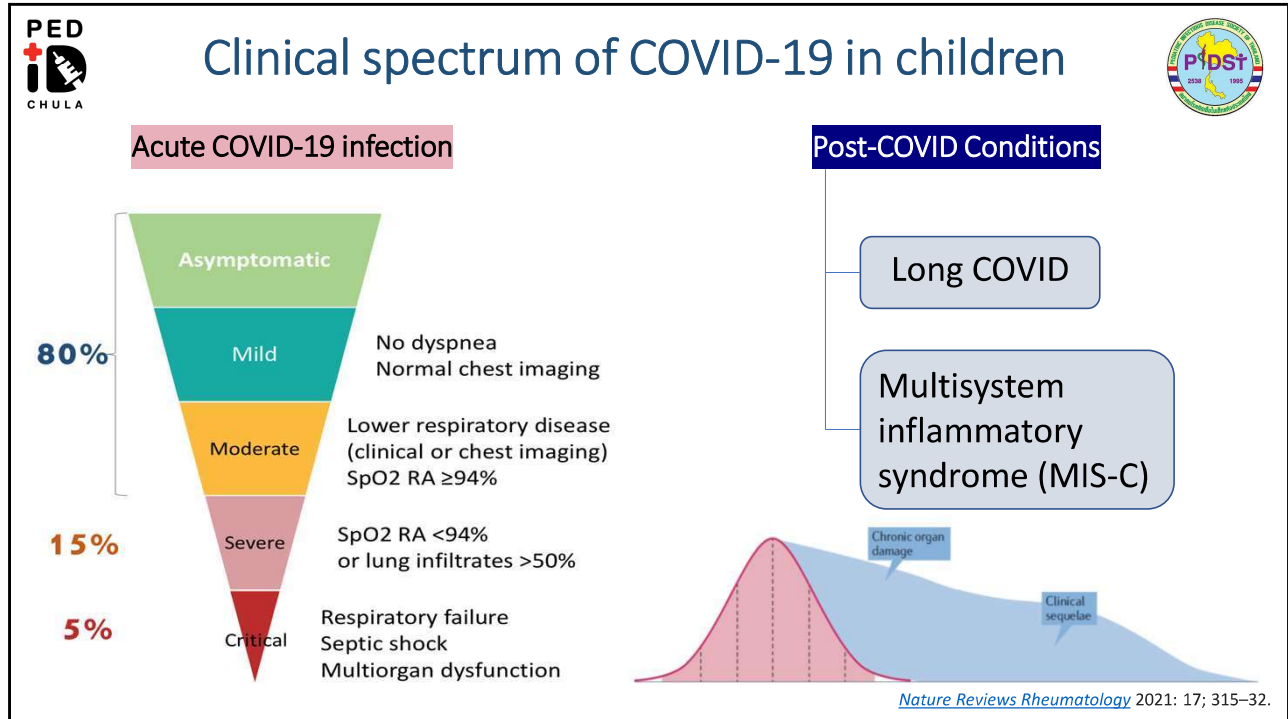 PED
iD
CHULA
Clinical spectrum of COVID-19 in children
PIDST
2538 1995
Acute COVID-19 infection
Post-COVID Conditions
Asymptomatic
Mild
Moderate
Severe
Critical
80%
15%
5%
No dyspnea
Normal chest imaging
Lower respiratory disease
(clinical or chest imaging)
SpO2 RA ≥94%
SpO2 RA <94%
or lung infiltrates >50%
Respiratory failure
Septic shock
Multiorgan dysfunction
Long COVID
Multisystem
inflammatory
syndrome (MIS-C)
Chronic organ
damage
Clinical
sequelae
Nature Reviews Rheumatology 2021: 17; 315–32.